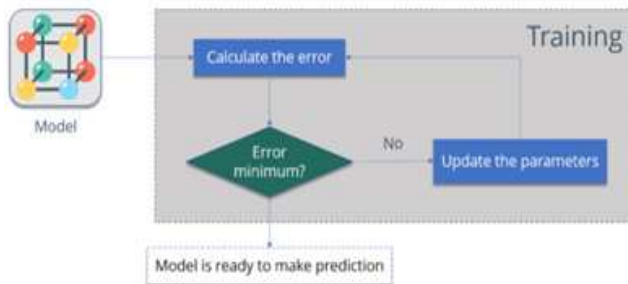 Training
Model
Calculate the error
Error
minimum?
No
Update the parameters
Model is ready to make prediction